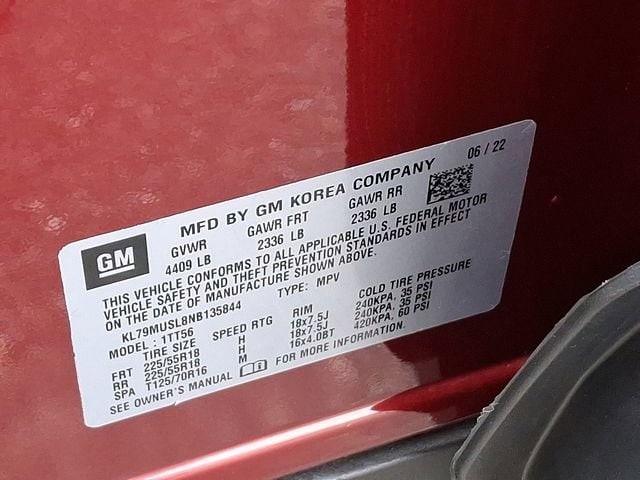 MFD BY GM KOREA COMPANY 06 / 22
GM
GVWR GAWR FRT GAWR RR
4409 LB 2336 LB 2336 LB
THIS VEHICLE CONFORMS TO ALL APPLICABLE U.S. FEDERAL MOTOR
VEHICLE SAFETY AND THEFT PREVENTION STANDARDS IN EFFECT
ON THE DATE OF MANUFACTURE SHOWN ABOVE.
KL79MUSL8NB135844 TYPE: MPV
MODEL: 1TT56
TIRE SIZE SPEED RTG RIM COLD TIRE PRESSURE
FRT 225/55R18 H 18x7.5J 240KPA, 35 PSI
RR 225/55R18 H 18x7.5J 240KPA, 35 PSI
SPA T125/70R16 M 16x4.0BT 420KPA, 60 PSI
SEE OWNER'S MANUAL FOR MORE INFORMATION.